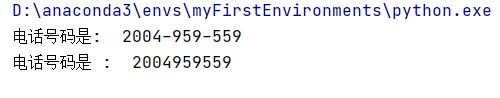 D:\anaconda3\envs\myFirstEnvironments\python.exe
电话号码是:  2004-959-559
电话号码是 :  2004959559